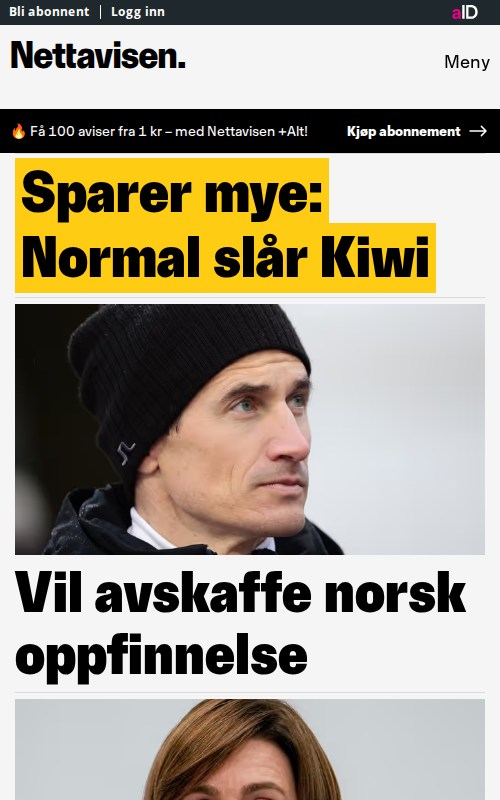 Bli abonnent | Logg inn
aID
Nettavisen.
Meny
🔥 Få 100 aviser fra 1 kr – med Nettavisen +Alt!
Kjøp abonnement →
Sparer mye:
Normal slår Kiwi
Vil avskaffe norsk
oppfinnelse